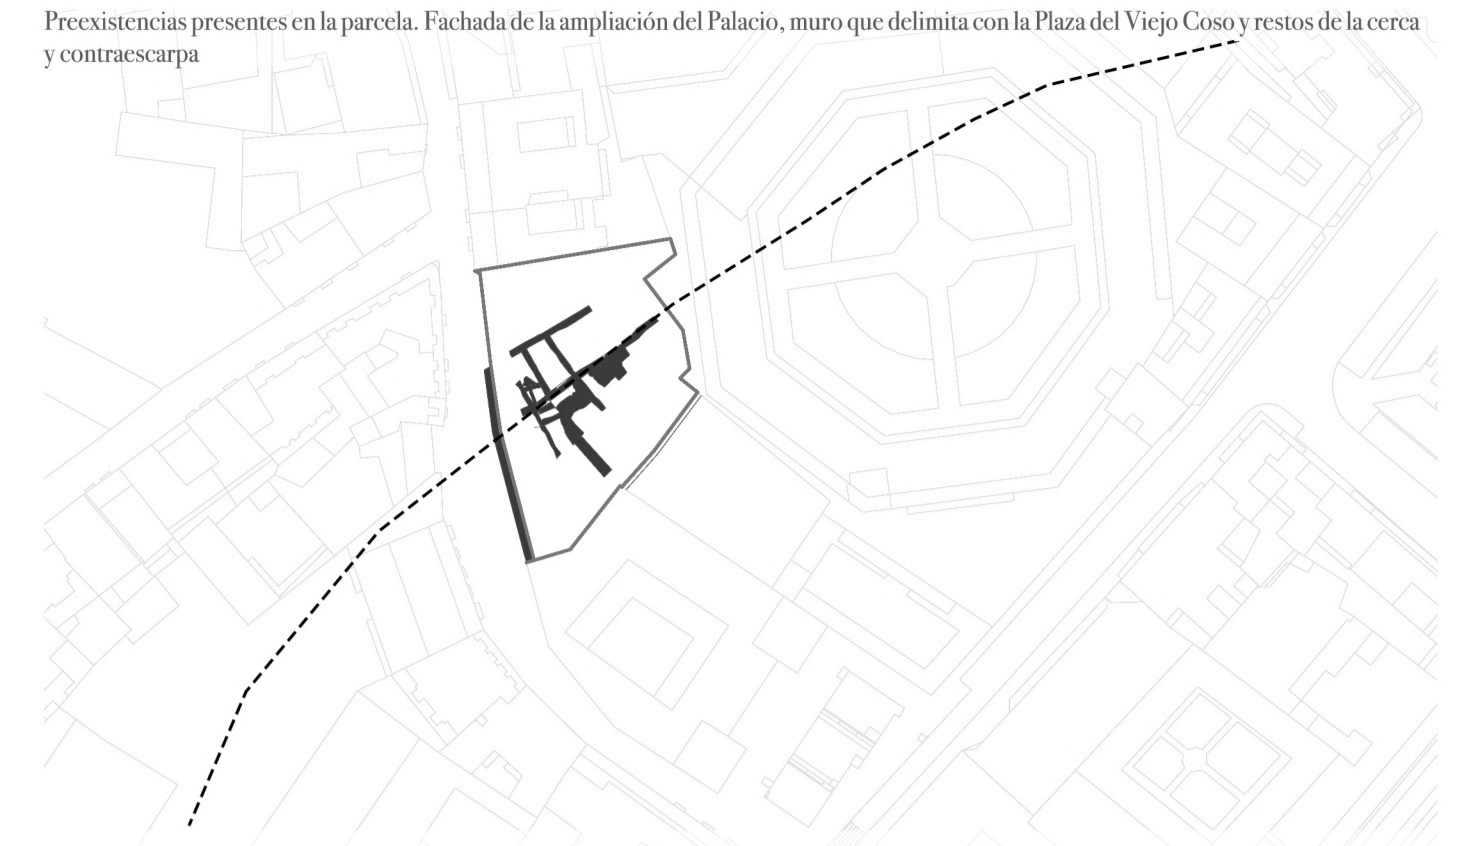 Preexistencias presentes en la parcela. Fachada de la ampliación del Palacio, muro que delimita con la Plaza del Viejo Coso y restos de la cerca
y contraescarpa